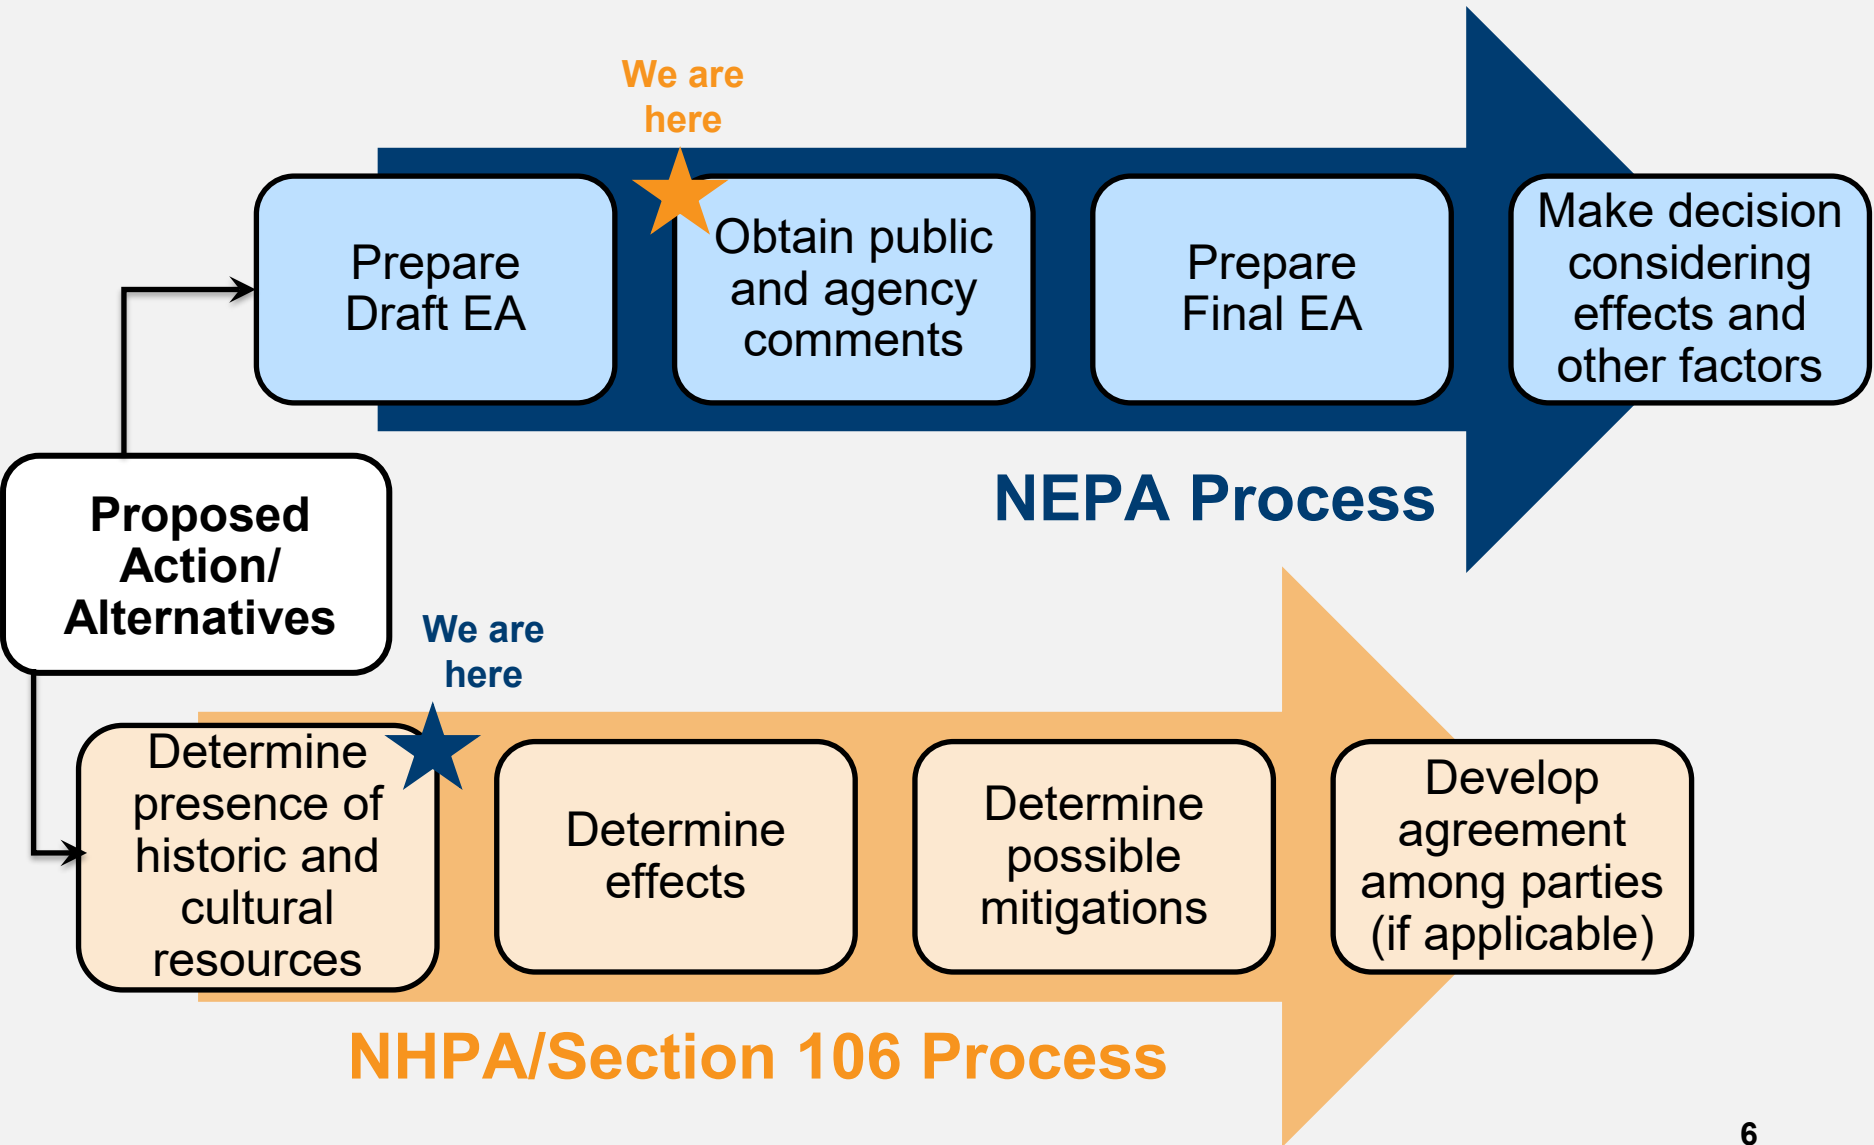 We are
here
Prepare
Draft EA
Obtain public
and agency
comments
Prepare
Final EA
Make decision
considering
effects and
other factors
NEPA Process
Proposed
Action/
Alternatives
We are
here
Determine
presence of
historic and
cultural
resources
Determine
effects
Determine
possible
mitigations
Develop
agreement
among parties
(if applicable)
NHPA/Section 106 Process
6